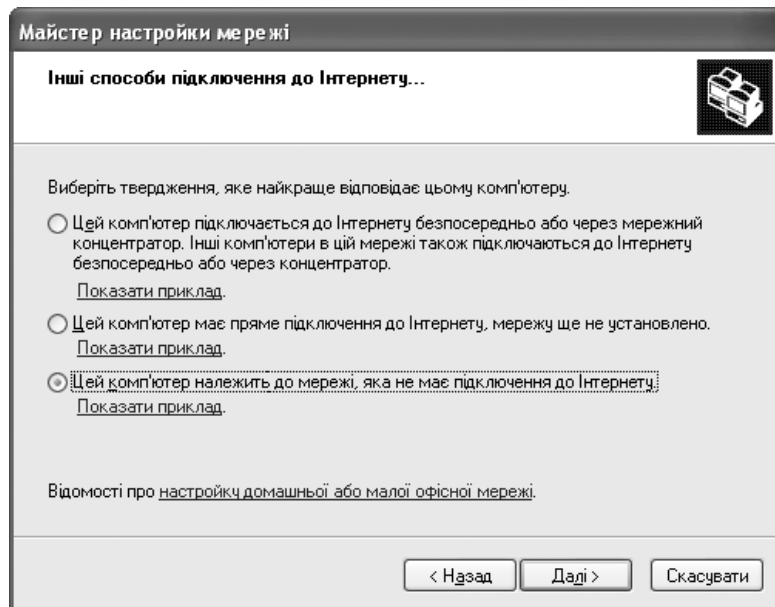 Майстер настройки мережі
Інші способи підключення до Інтернету...
Виберіть твердження, яке найкраще відповідає цьому комп'ютеру.
Цей комп'ютер підключається до Інтернету безпосередньо або через мережний
концентратор. Інші комп'ютери в цій мережі також підключаються до Інтернету
безпосередньо або через концентратор.
Показати приклад.
Цей комп'ютер має пряме підключення до Інтернету, мережу ще не установлено.
Показати приклад.
Цей комп'ютер належить до мережі, яка не має підключення до Інтернету.
Показати приклад.
Відомості про настройку домашньої або малої офісної мережі.
< Назад Далі > Скасувати